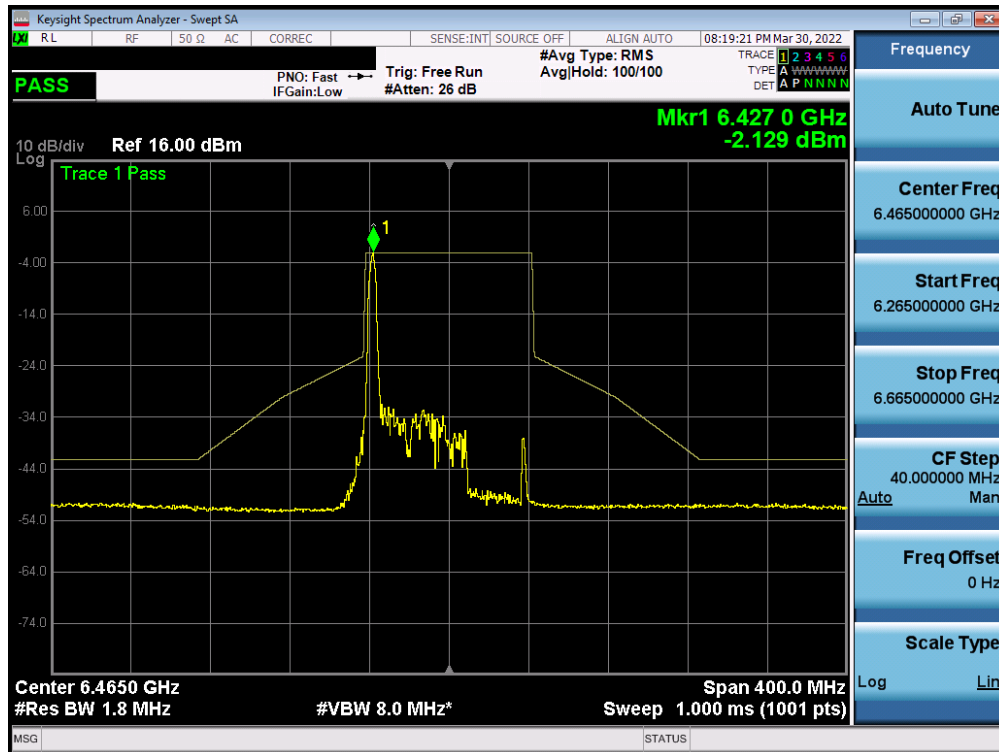 Keysight Spectrum Analyzer - Swept SA
LXI RL RF 50 Ω AC CORREC SENSE:INT SOURCE OFF ALIGN AUTO 08:19:21 PM Mar 30, 2022
PASS
PNO: Fast
IFGain:Low
Trig: Free Run
#Atten: 26 dB
#Avg Type: RMS
Avg|Hold: 100/100
TRACE 1 2 3 4 5 6
TYPE A WWWWW
DET A P N N N N
Mkr1 6.427 0 GHz
-2.129 dBm
10 dB/div Ref 16.00 dBm
Log
Trace 1 Pass
1
6.00
-4.00
-14.0
-24.0
-34.0
-44.0
-54.0
-64.0
-74.0
Center 6.4650 GHz Span 400.0 MHz
#Res BW 1.8 MHz #VBW 8.0 MHz* Sweep 1.000 ms (1001 pts)
MSG STATUS
Frequency
Auto Tune
Center Freq
6.465000000 GHz
Start Freq
6.265000000 GHz
Stop Freq
6.665000000 GHz
CF Step
40.000000 MHz
Auto Man
Freq Offset
0 Hz
Scale Type
Log Lin